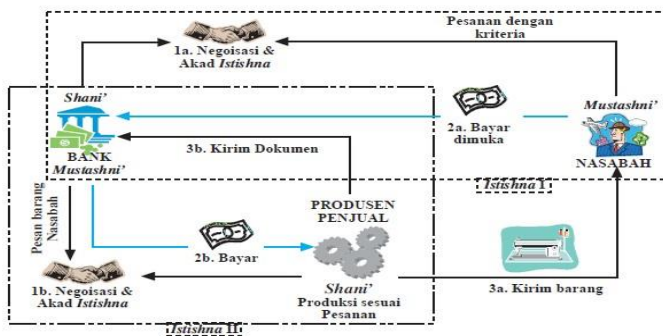 Pesanan dengan
kriteria
1a. Negoisasi &
Akad Istishna
Shani'
Mustashni'
2a. Bayar
dimuka
BANK
Mustashni'
3b. Kirim Dokumen
NASABAH
Istishna I
Pesan barang
Nasabah
PRODUSEN
PENJUAL
2b. Bayar
1b. Negoisasi &
Akad Istishna
Shani'
Produksi sesuai
Pesanan
3a. Kirim barang
Istishna II